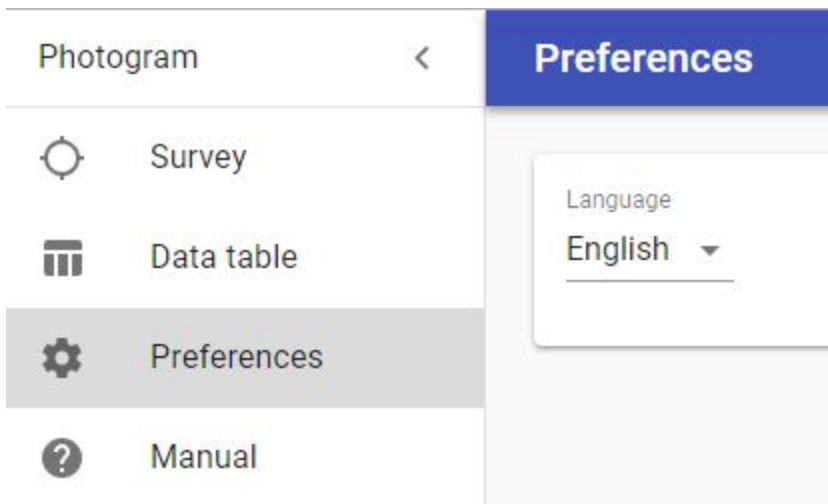 Photogram
Survey
Data table
Preferences
Manual
Preferences
Language
English